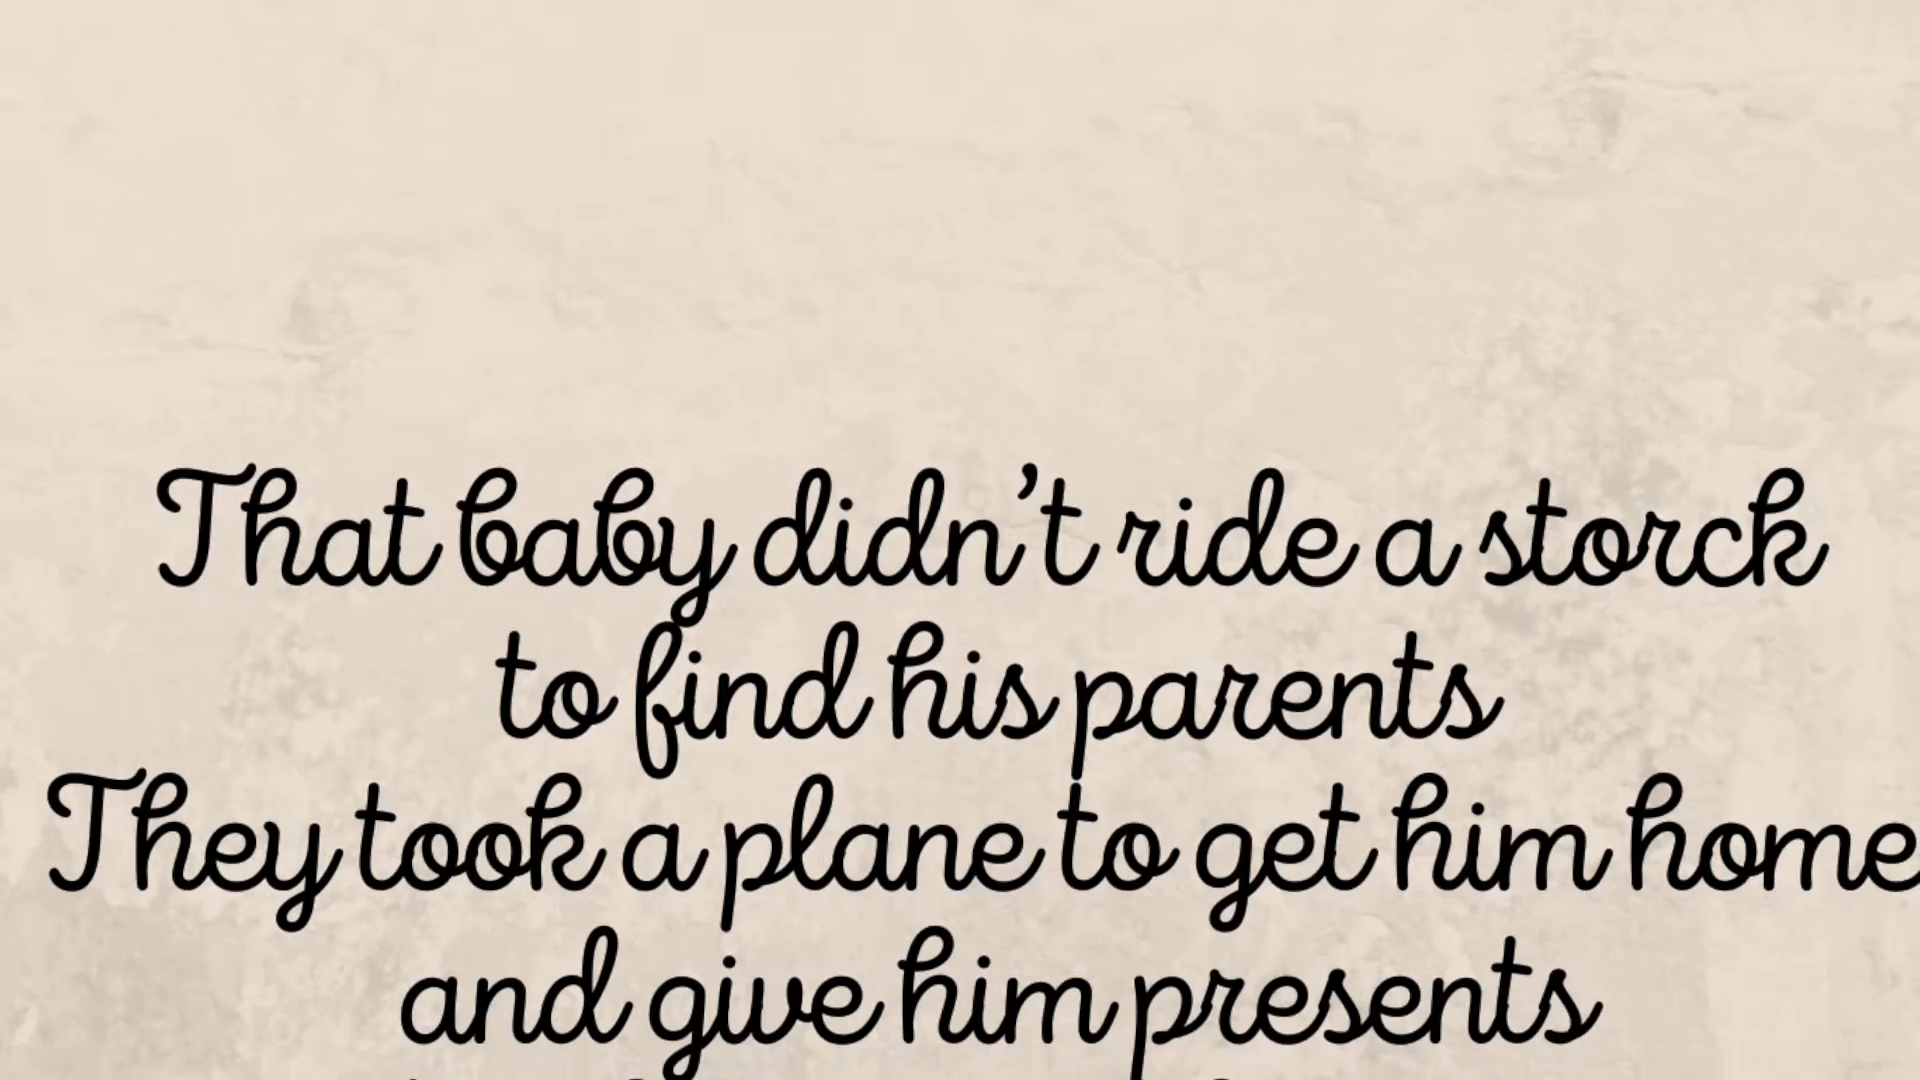 That baby didn’t ride a storck
to find his parents
They took a plane to get him home
and give him presents